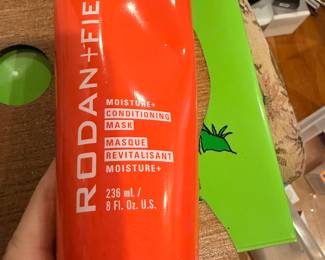 RODAN+FIE
MOISTURE+
CONDITIONING
MASK
MASQUE
REVITALISANT
MOISTURE+
236 ml /
8 Fl. Oz. U.S.